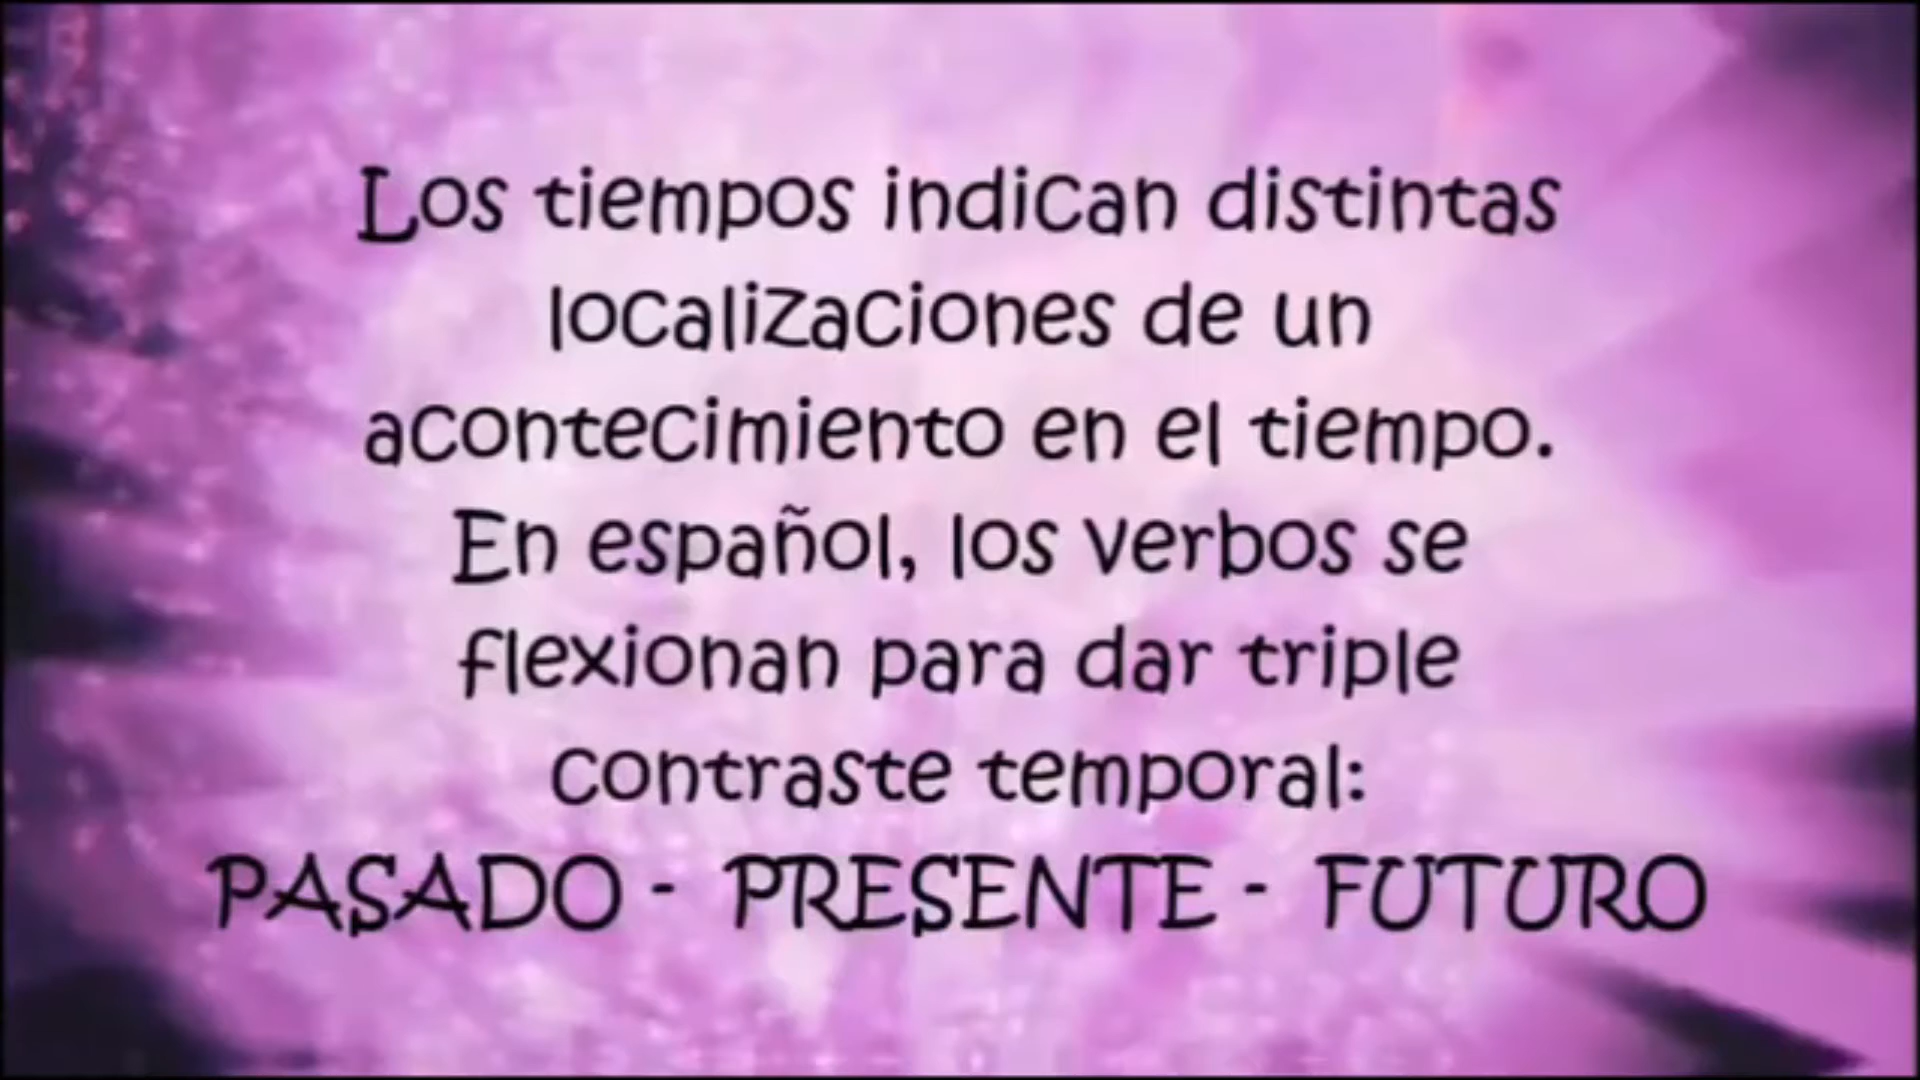 Los tiempos indican distintas
localizaciones de un
acontecimiento en el tiempo.
En español, los verbos se
flexionan para dar triple
contraste temporal:
PASADO - PRESENTE - FUTURO